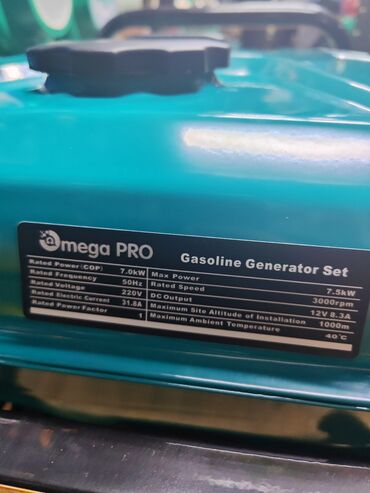 Omega PRO Gasoline Generator Set
Rated Power(COP) 7.0kW Max Power 7.5kW
Rated Frequency 50Hz Rated Speed 3000rpm
Rated Voltage 220V DC Output 12V 8.3A
Rated Electric Current 31.8A Maximum Site Altitude of Installation 1000m
Rated Power Factor 1 Maximum Ambient Temperature 40℃